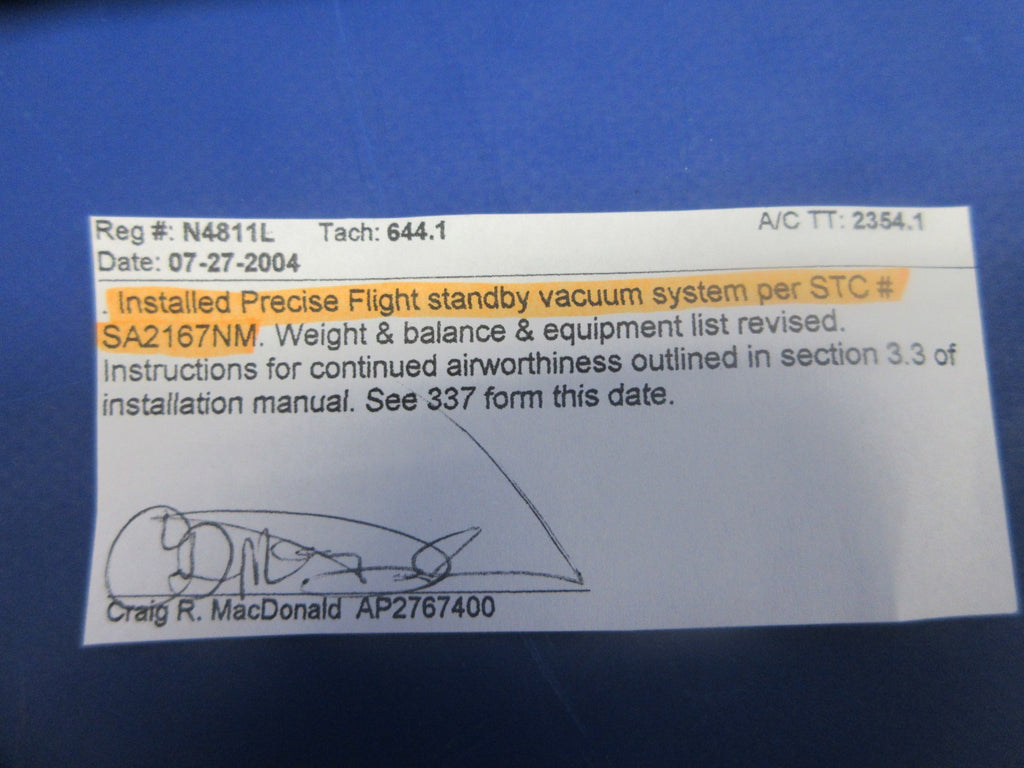 Reg #: N4811L Tach: 644.1 A/C TT: 2354.1
Date: 07-27-2004
. Installed Precise Flight standby vacuum system per STC #
SA2167NM. Weight & balance & equipment list revised.
Instructions for continued airworthiness outlined in section 3.3 of
installation manual. See 337 form this date.
Craig R. MacDonald AP2767400